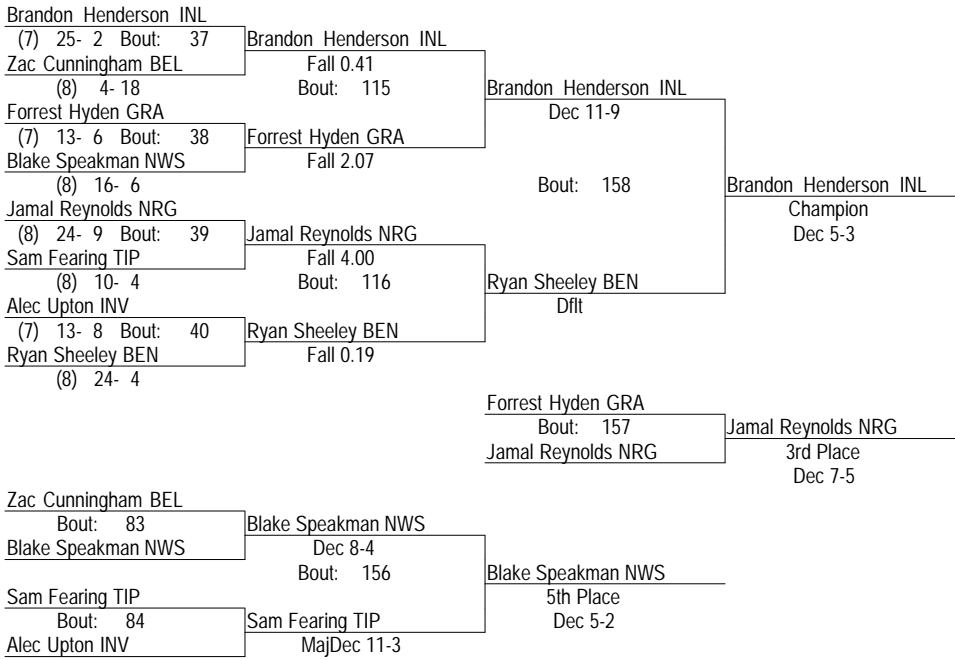 Brandon Henderson INL
(7) 25- 2 Bout: 37
Brandon Henderson INL
Zac Cunningham BEL
Fall 0.41
(8) 4- 18
Bout: 115
Brandon Henderson INL
Forrest Hyden GRA
Dec 11-9
(7) 13- 6 Bout: 38
Forrest Hyden GRA
Blake Speakman NWS
Fall 2.07
(8) 16- 6
Bout: 158
Brandon Henderson INL
Jamal Reynolds NRG
Champion
(8) 24- 9 Bout: 39
Jamal Reynolds NRG
Dec 5-3
Sam Fearing TIP
Fall 4.00
(8) 10- 4
Bout: 116
Ryan Sheeley BEN
Alec Upton INV
Dflt
(7) 13- 8 Bout: 40
Ryan Sheeley BEN
Ryan Sheeley BEN
Fall 0.19
(8) 24- 4
Forrest Hyden GRA
Bout: 157
Jamal Reynolds NRG
Jamal Reynolds NRG
3rd Place
Dec 7-5
Zac Cunningham BEL
Bout: 83
Blake Speakman NWS
Blake Speakman NWS
Dec 8-4
Bout: 156
Blake Speakman NWS
Sam Fearing TIP
5th Place
Bout: 84
Sam Fearing TIP
Dec 5-2
Alec Upton INV
MajDec 11-3